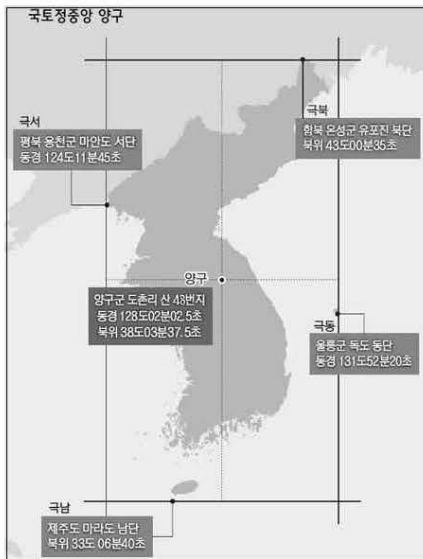 국토정중앙 양구
극북
함북 온성군 유포진 북단
북위 43도00분35초
극서
평북 용천군 마안도 서단
동경 124도11분45초
양구
양구군 도촌리 산 48번지
동경 128도02분02.5초
북위 38도03분37.5초
극동
울릉군 독도 동단
동경 131도52분20초
극남
제주도 마라도 남단
북위 33도 06분40초